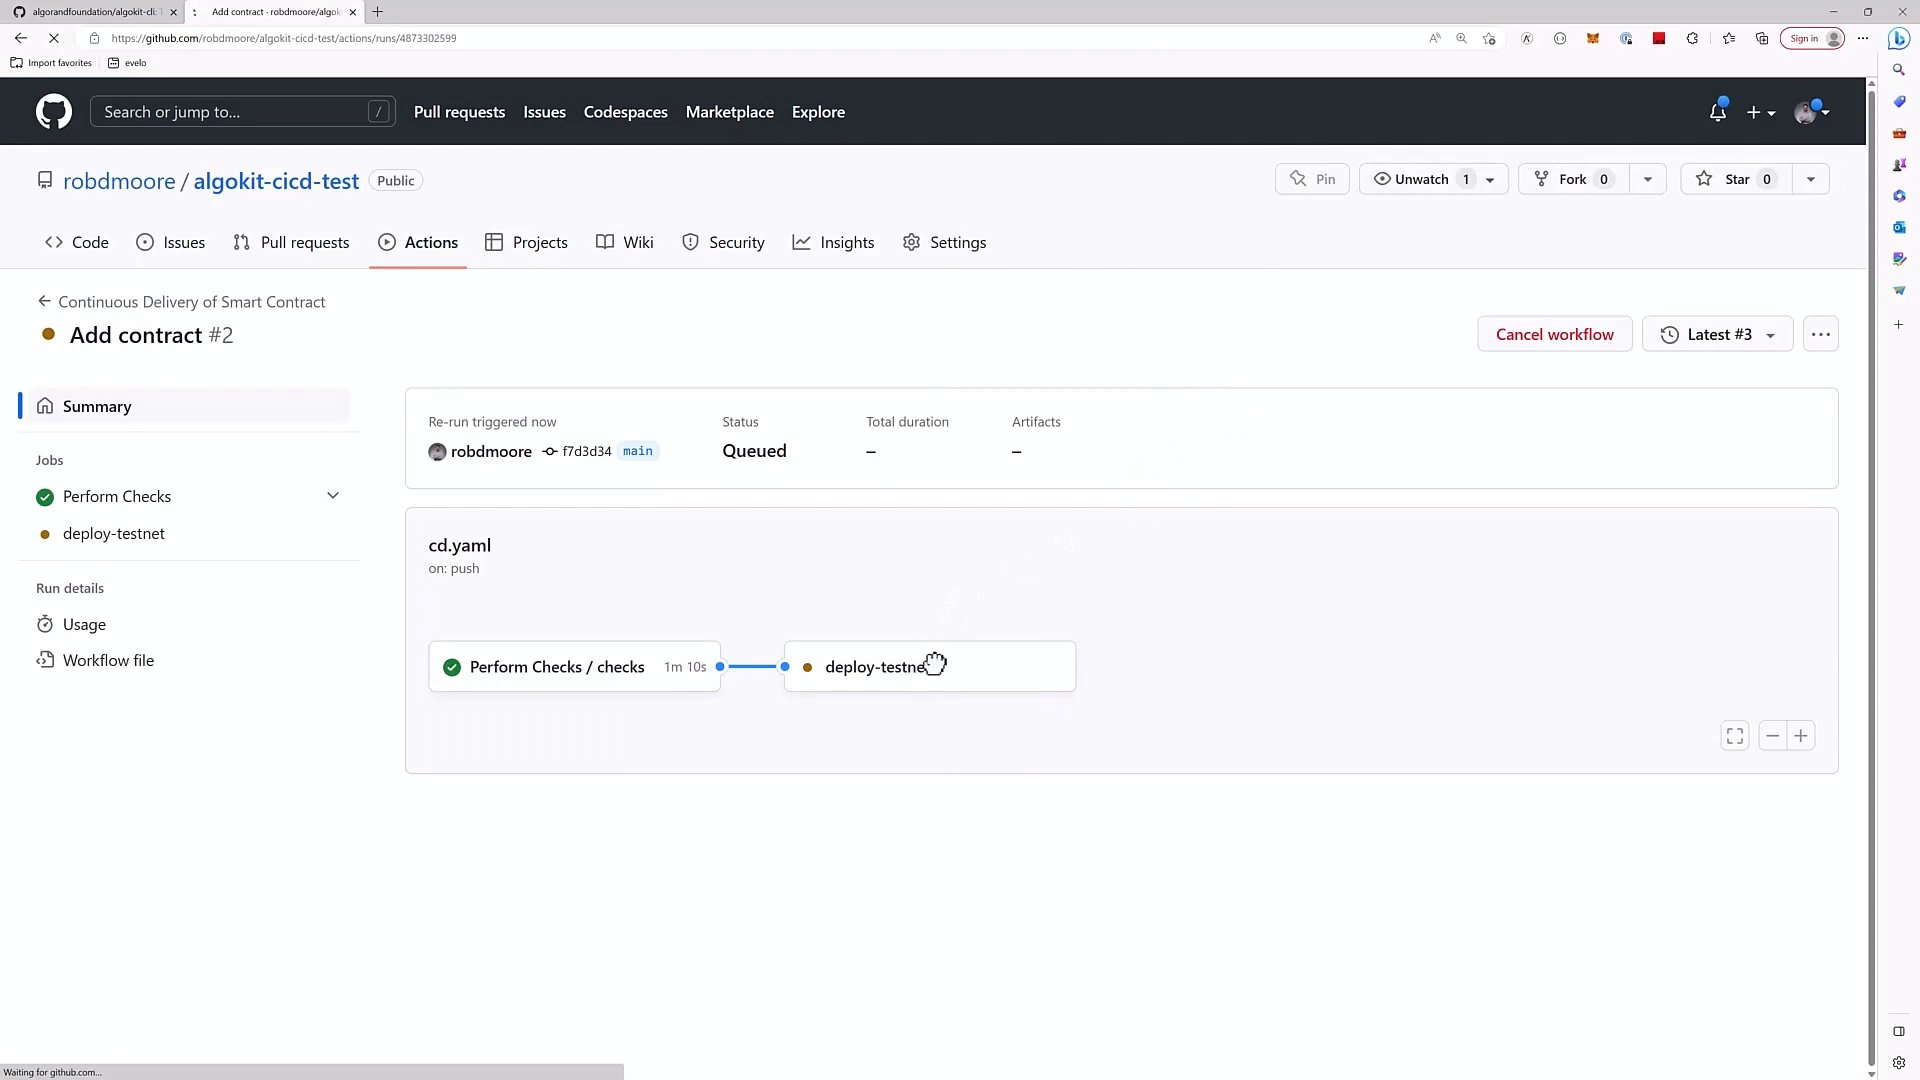 algorandfoundation/algokit-cli:
Add contract · robdmoore/algok
https://github.com/robdmoore/algokit-cicd-test/actions/runs/4873302599
Sign in
Import favorites
evelo
Search or jump to...
/
Pull requests
Issues
Codespaces
Marketplace
Explore
robdmoore / algokit-cicd-test
Public
Pin
Unwatch 1
Fork 0
Star 0
Code
Issues
Pull requests
Actions
Projects
Wiki
Security
Insights
Settings
Continuous Delivery of Smart Contract
Add contract #2
Cancel workflow
Latest #3
Summary
Re-run triggered now
Status
Total duration
Artifacts
robdmoore
f7d3d34
main
Queued
–
–
Jobs
Perform Checks
deploy-testnet
Run details
Usage
Workflow file
cd.yaml
on: push
Perform Checks / checks
1m 10s
deploy-testne
Waiting for github.com...